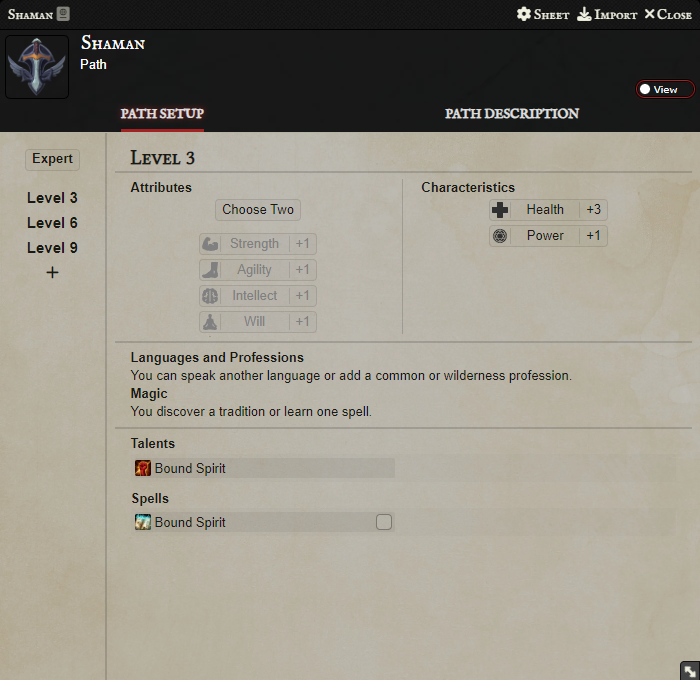 Shaman Sheet Import Close
Shaman
Path
View
PATH SETUP PATH DESCRIPTION
Expert
Level 3
Level 6
Level 9
+
Level 3
Attributes
Choose Two
Strength +1
Agility +1
Intellect +1
Will +1
Characteristics
Health +3
Power +1
Languages and Professions
You can speak another language or add a common or wilderness profession.
Magic
You discover a tradition or learn one spell.
Talents
Bound Spirit
Spells
Bound Spirit